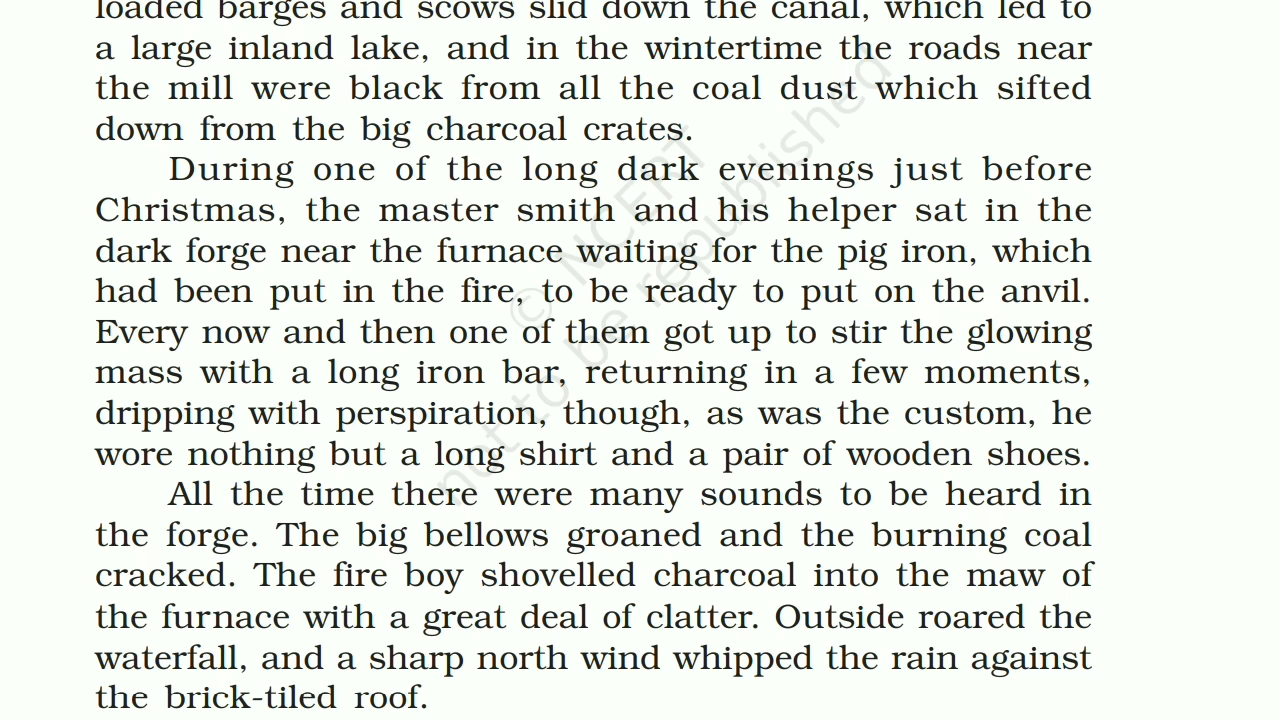 loaded barges and scows slid down the canal, which led to
a large inland lake, and in the wintertime the roads near
the mill were black from all the coal dust which sifted
down from the big charcoal crates.
During one of the long dark evenings just before
Christmas, the master smith and his helper sat in the
dark forge near the furnace waiting for the pig iron, which
had been put in the fire, to be ready to put on the anvil.
Every now and then one of them got up to stir the glowing
mass with a long iron bar, returning in a few moments,
dripping with perspiration, though, as was the custom, he
wore nothing but a long shirt and a pair of wooden shoes.
All the time there were many sounds to be heard in
the forge. The big bellows groaned and the burning coal
cracked. The fire boy shovelled charcoal into the maw of
the furnace with a great deal of clatter. Outside roared the
waterfall, and a sharp north wind whipped the rain against
the brick-tiled roof.
© NCERT
not to be republished